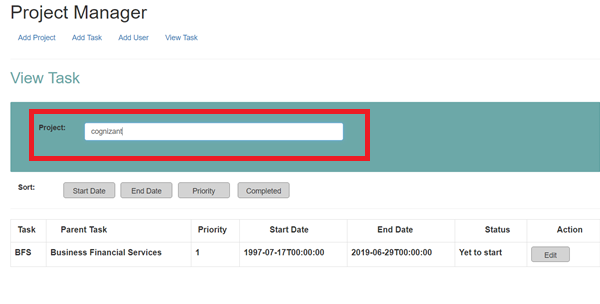 Project Manager
Add Project Add Task Add User View Task
View Task
Project: cognizant
Sort: Start Date End Date Priority Completed
Task Parent Task Priority Start Date End Date Status Action
BFS Business Financial Services 1 1997-07-17T00:00:00 2019-06-29T00:00:00 Yet to start Edit